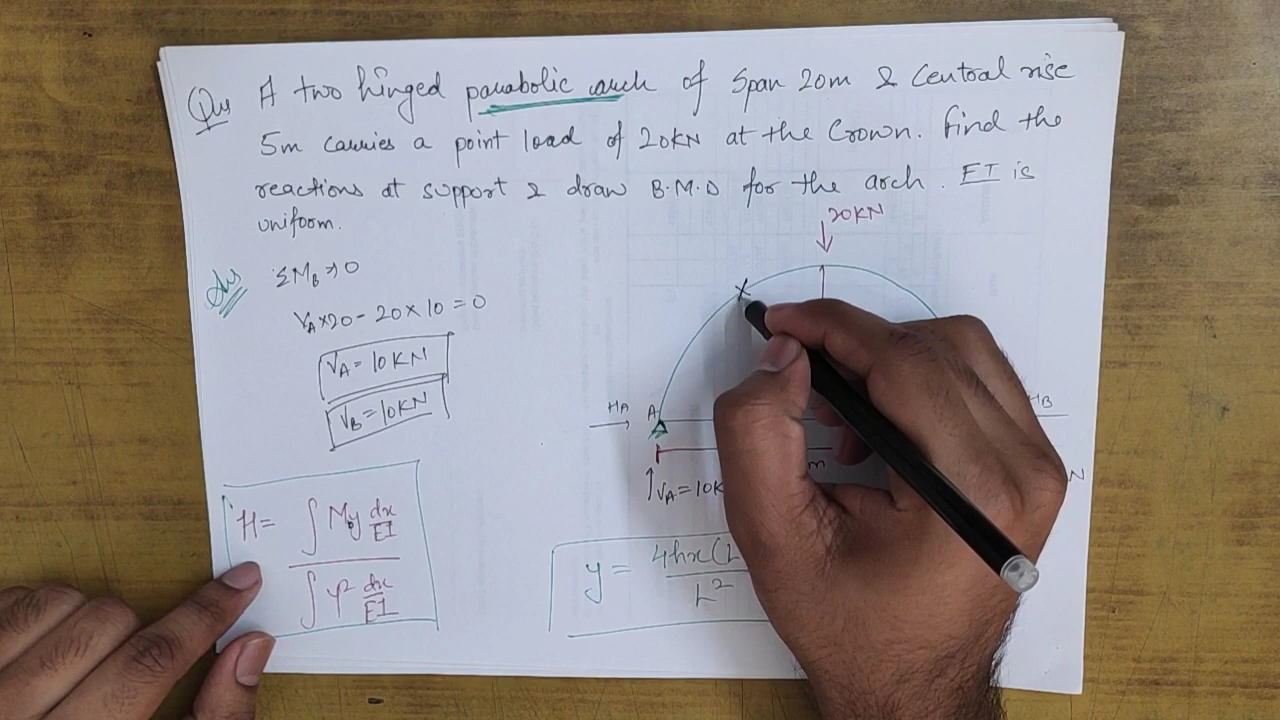 Qus A two hinged parabolic arch of Span 20m & Central rise
5m carries a point load of 20KN at the Crown. find the
reactions at support & draw B.M.D for the arch. EI is
uniform.
20KN
Ans ΣMB ⇒ 0
VA×20 - 20×10 = 0
VA = 10KN
VB = 10KN
HA A
HB
m
VA = 10K
N
H = ∫ My dx/EI
∫ y² dx/EI
y = 4hx(L
L²